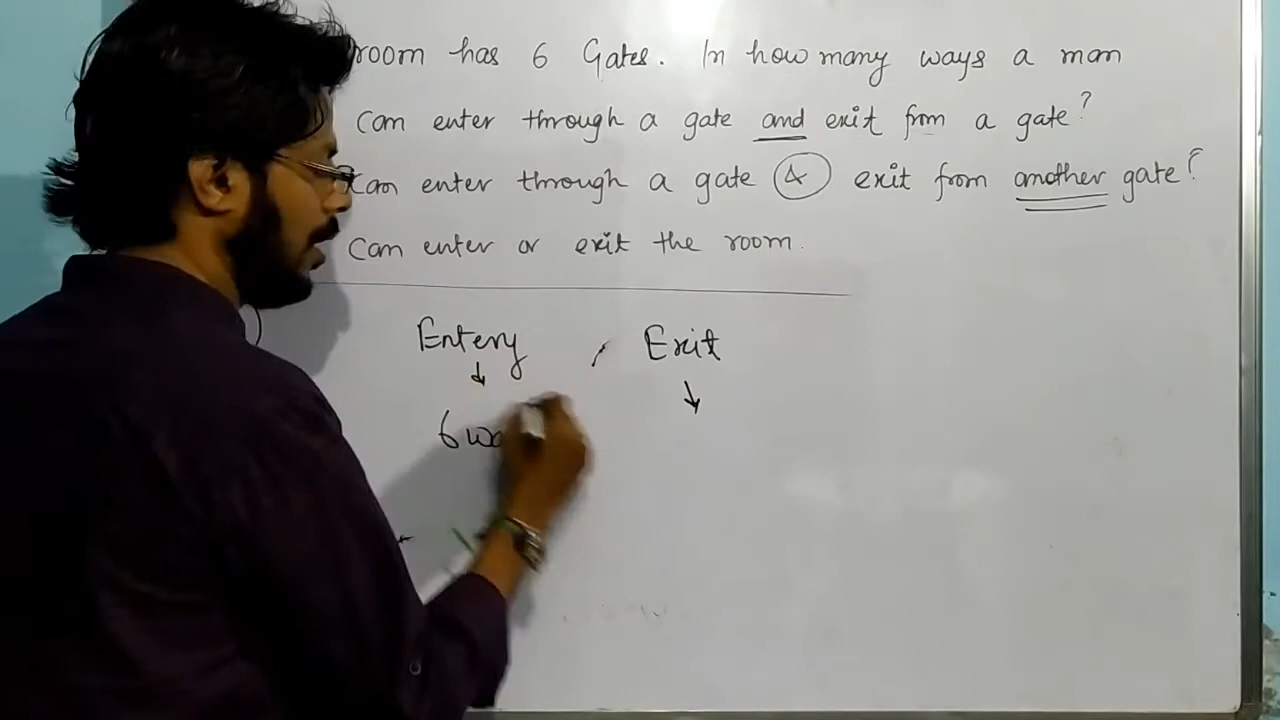 room has 6 Gates. In how many ways a man
Can enter through a gate and exit from a gate?
Can enter through a gate & exit from another gate?
Can enter or exit the room.
Entery , Exit
6